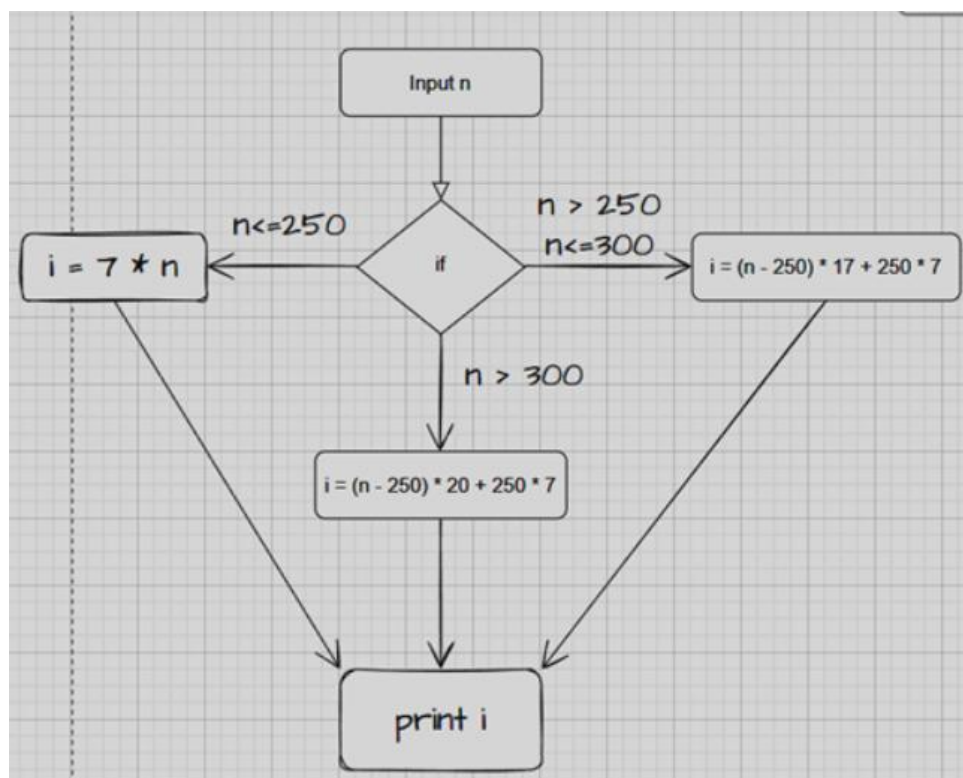 Input n
n<=250
if
n > 250
n<=300
i = 7 * n
i = (n - 250) * 17 + 250 * 7
n > 300
i = (n - 250) * 20 + 250 * 7
print i